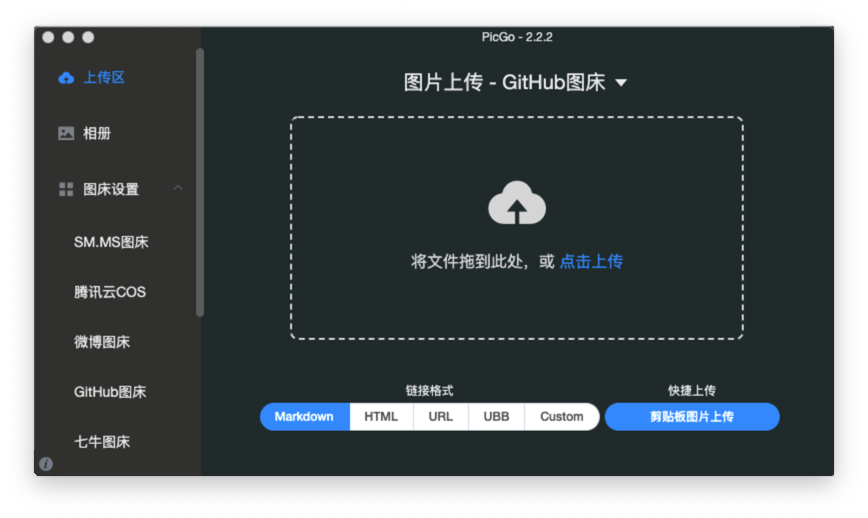 PicGo - 2.2.2
上传区
相册
图床设置
SM.MS图床
腾讯云COS
微博图床
GitHub图床
七牛图床
图片上传 - GitHub图床
将文件拖到此处，或 点击上传
链接格式
Markdown HTML URL UBB Custom
快捷上传
剪贴板图片上传